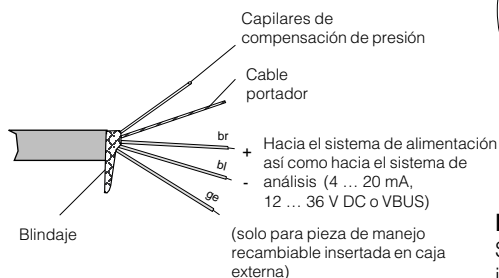 Capilares de
compensación de presión
Cable
portador
br
+ Hacia el sistema de alimentación
bl
así como hacia el sistema de
- análisis (4 … 20 mA,
12 … 36 V DC o VBUS)
ge
Blindaje
(solo para pieza de manejo
recambiable insertada en caja
externa)